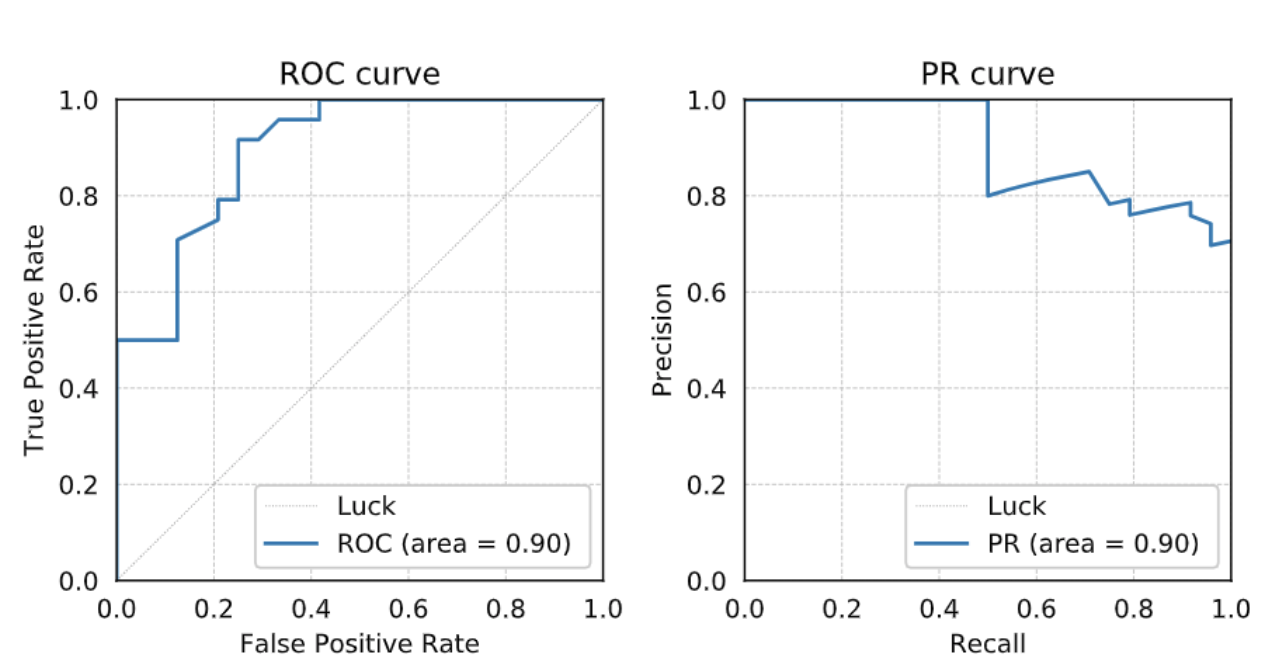 ROC curve
1.0
0.8
0.6
0.4
0.2
0.0
True Positive Rate
Luck
ROC (area = 0.90)
0.0 0.2 0.4 0.6 0.8 1.0
False Positive Rate
PR curve
1.0
0.8
0.6
0.4
0.2
0.0
Precision
Luck
PR (area = 0.90)
0.0 0.2 0.4 0.6 0.8 1.0
Recall